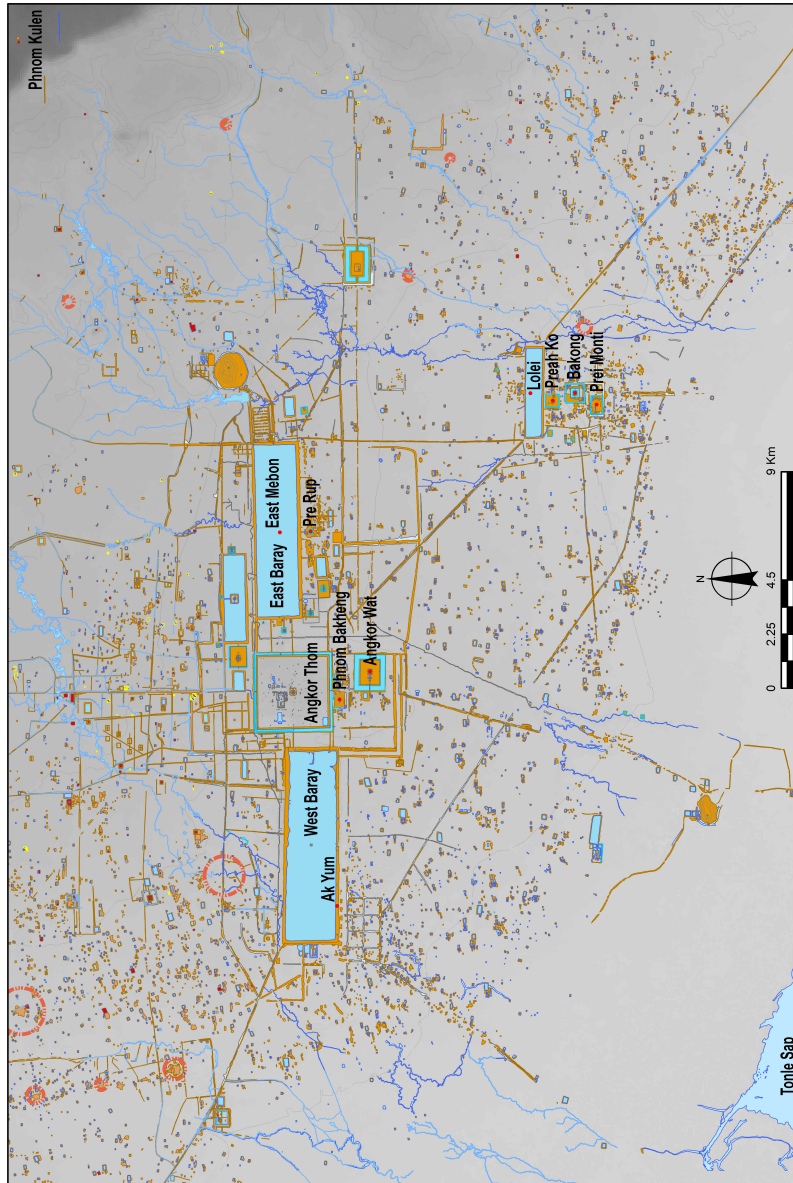 Phnom Kulen
East Mebon
East Baray
West Baray
Angkor Thom
Pre Rup
Ak Yum
Phnom Bakheng
Angkor Wat
Lolei
Preah Ko
Bakong
Prei Monti
N
0 2.25 4.5 9 Km
Tonle Sap